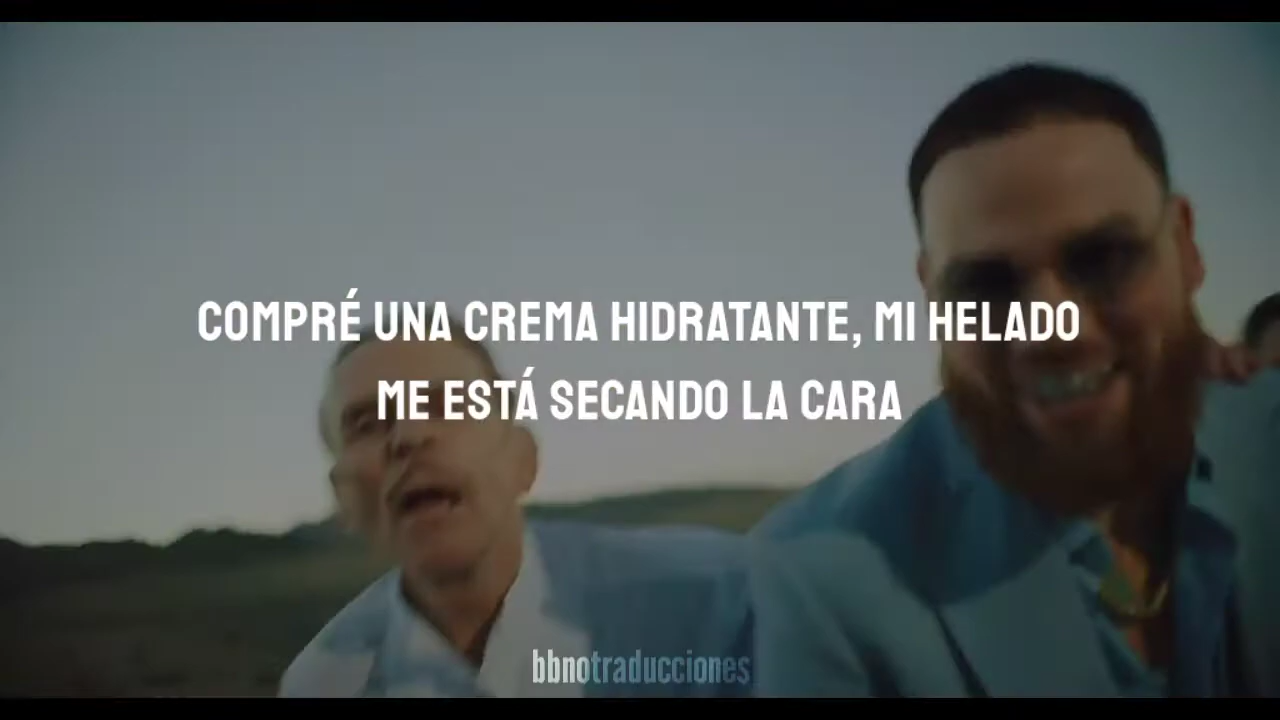 COMPRÉ UNA CREMA HIDRATANTE, MI HELADO
ME ESTÁ SECANDO LA CARA
bbnotraducciones